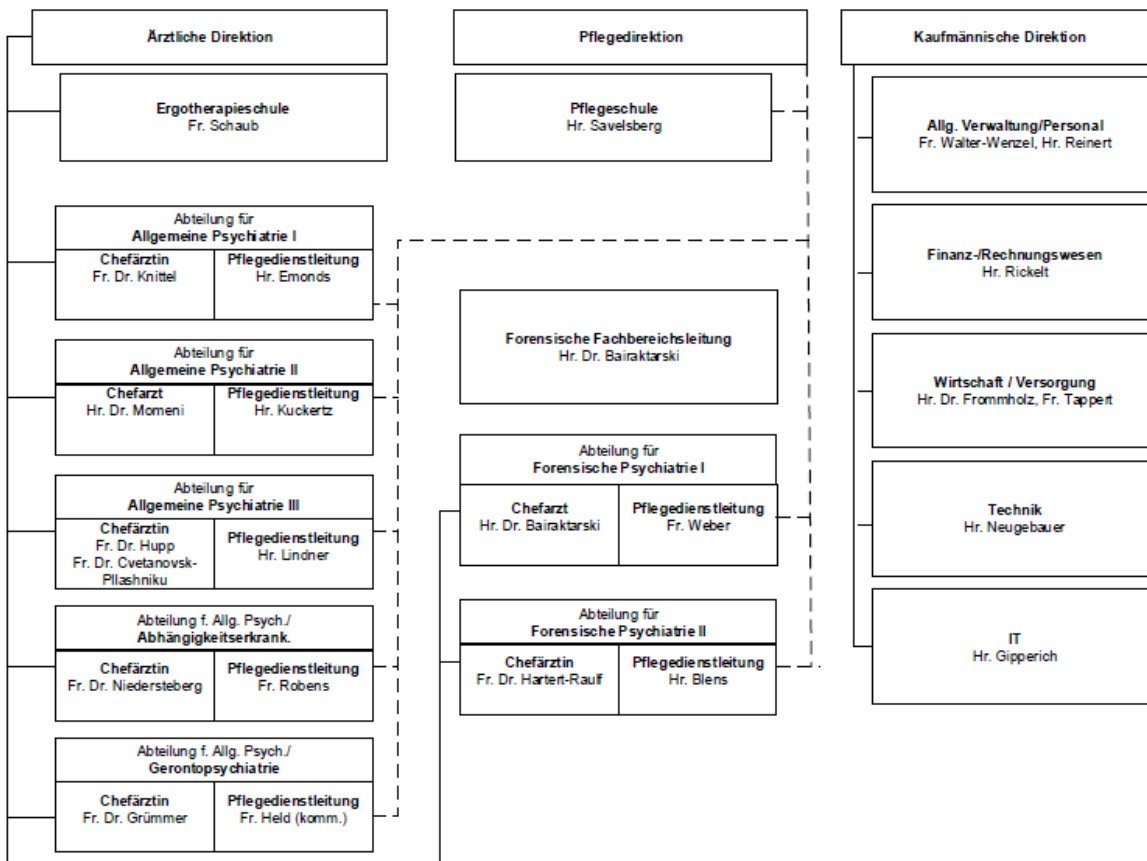 Ärztliche Direktion
Ergotherapieschule
Fr. Schaub
Abteilung für
Allgemeine Psychiatrie I
Chefärztin
Fr. Dr. Knittel
Pflegedienstleitung
Hr. Emonds
Abteilung für
Allgemeine Psychiatrie II
Chefarzt
Hr. Dr. Momeni
Pflegedienstleitung
Hr. Kuckertz
Abteilung für
Allgemeine Psychiatrie III
Chefärztin
Fr. Dr. Hupp
Fr. Dr. Cvetanovsk-
Pllashniku
Pflegedienstleitung
Hr. Lindner
Abteilung f. Allg. Psych./
Abhängigkeitserkrank.
Chefärztin
Fr. Dr. Niedersteberg
Pflegedienstleitung
Fr. Robens
Abteilung f. Allg. Psych./
Gerontopsychiatrie
Chefärztin
Fr. Dr. Grümmer
Pflegedienstleitung
Fr. Held (komm.)
Pflegedirektion
Pflegeschule
Hr. Savelsberg
Forensische Fachbereichsleitung
Hr. Dr. Bairaktarski
Abteilung für
Forensische Psychiatrie I
Chefarzt
Hr. Dr. Bairaktarski
Pflegedienstleitung
Fr. Weber
Abteilung für
Forensische Psychiatrie II
Chefärztin
Fr. Dr. Hartert-Raulf
Pflegedienstleitung
Hr. Blens
Kaufmännische Direktion
Allg. Verwaltung/Personal
Fr. Walter-Wenzel, Hr. Reinert
Finanz-/Rechnungswesen
Hr. Rickelt
Wirtschaft / Versorgung
Hr. Dr. Frommholz, Fr. Tappert
Technik
Hr. Neugebauer
IT
Hr. Gipperich